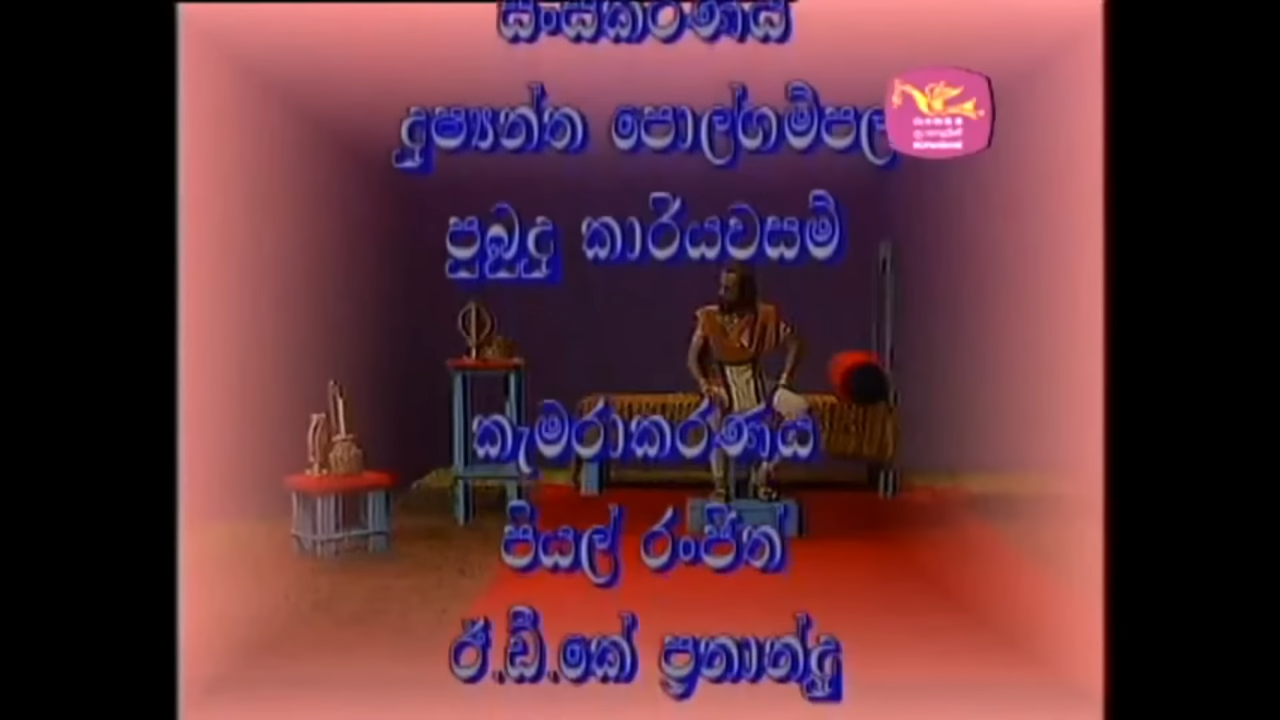 සංස්කරණය
දුෂ්‍යන්ත පොල්ගම්පල
පුබුදු කාරියවසම්
කැමරාකරණය
පියල් රංජිත්
ඊ.ඩී.කේ ප්‍රනාන්දු